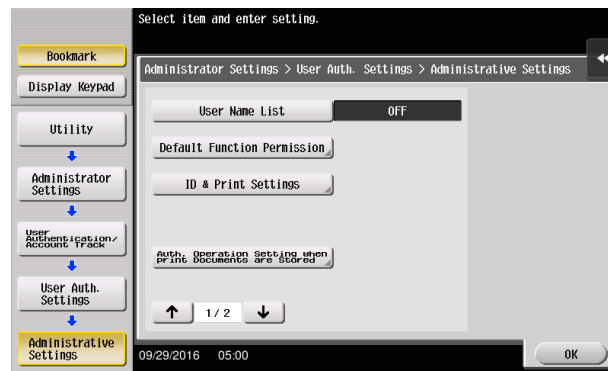 Select item and enter setting.
Bookmark
Display Keypad
Administrator Settings > User Auth. Settings > Administrative Settings
User Name List
OFF
Default Function Permission
ID & Print Settings
Auth. Operation Setting when
print Documents are Stored
↑ 1/ 2 ↓
Utility
Administrator
Settings
User
Authentication/
Account Track
User Auth.
Settings
Administrative
Settings
09/29/2016 05:00
OK